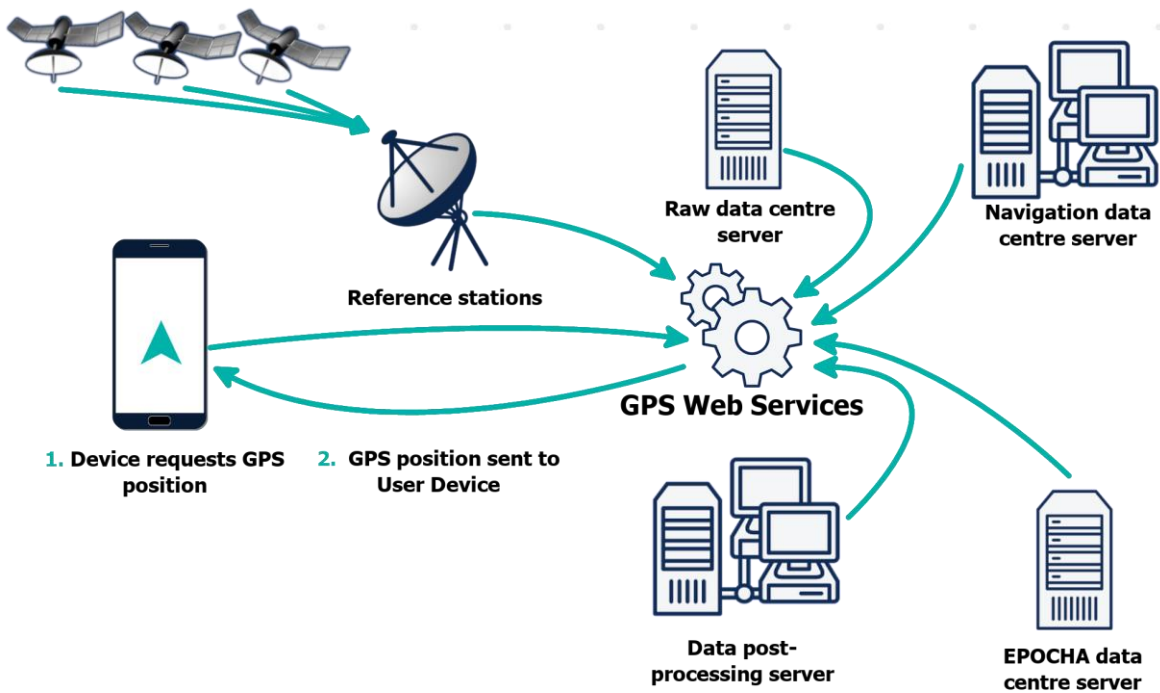 Raw data centre
server
Navigation data
centre server
Reference stations
GPS Web Services
1. Device requests GPS
position
2. GPS position sent to
User Device
Data post-
processing server
EPOCHA data
centre server